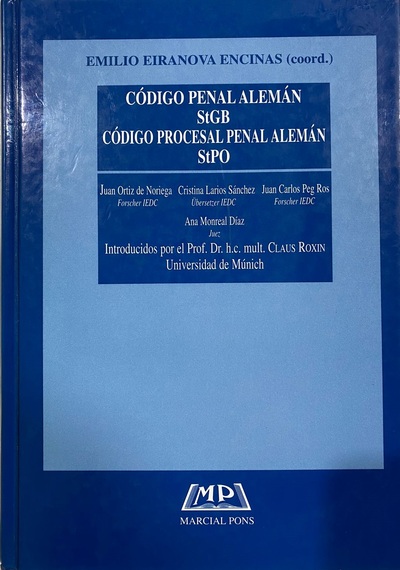 EMILIO EIRANOVA ENCINAS (coord.)
CÓDIGO PENAL ALEMÁN
StGB
CÓDIGO PROCESAL PENAL ALEMÁN
StPO
Juan Ortiz de Noriega Cristina Larios Sánchez Juan Carlos Peg Ros
Forscher IEDC Übersetzer IEDC Forscher IEDC
Ana Monreal Díaz
Juez
Introducidos por el Prof. Dr. h.c. mult. CLAUS ROXIN
Universidad de Múnich
MP
MARCIAL PONS